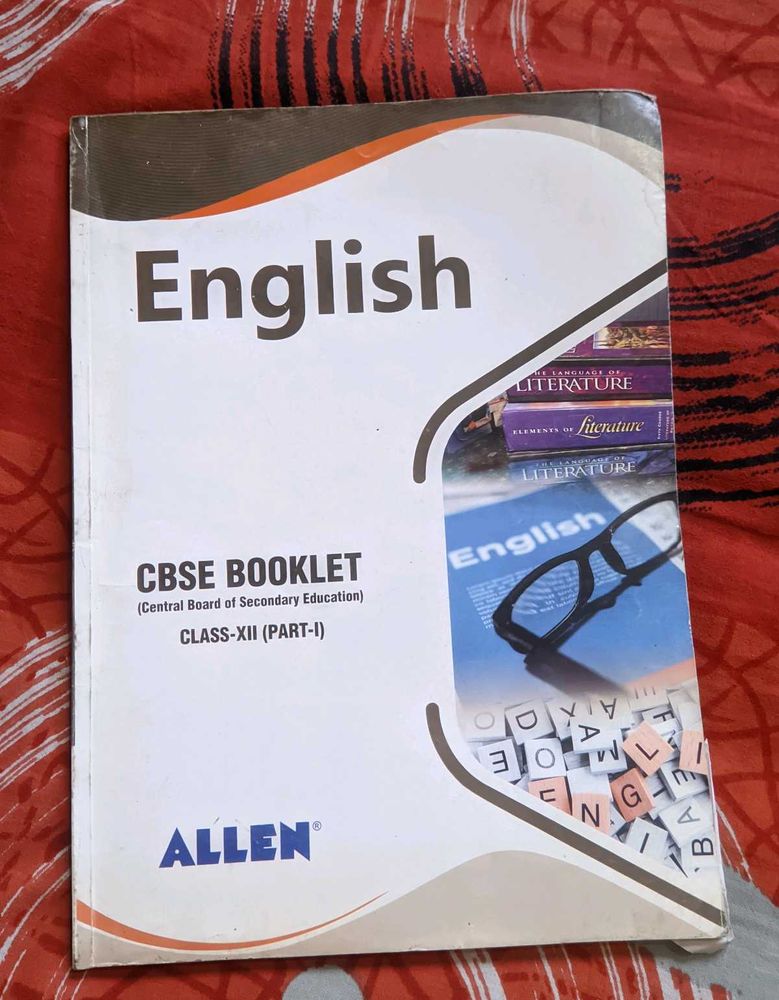 English
THE LANGUAGE OF
LITERATURE
ELEMENTS OF Literature
THE LANGUAGE OF
LITERATURE
English
CBSE BOOKLET
(Central Board of Secondary Education)
CLASS-XII (PART-I)
ALLEN®